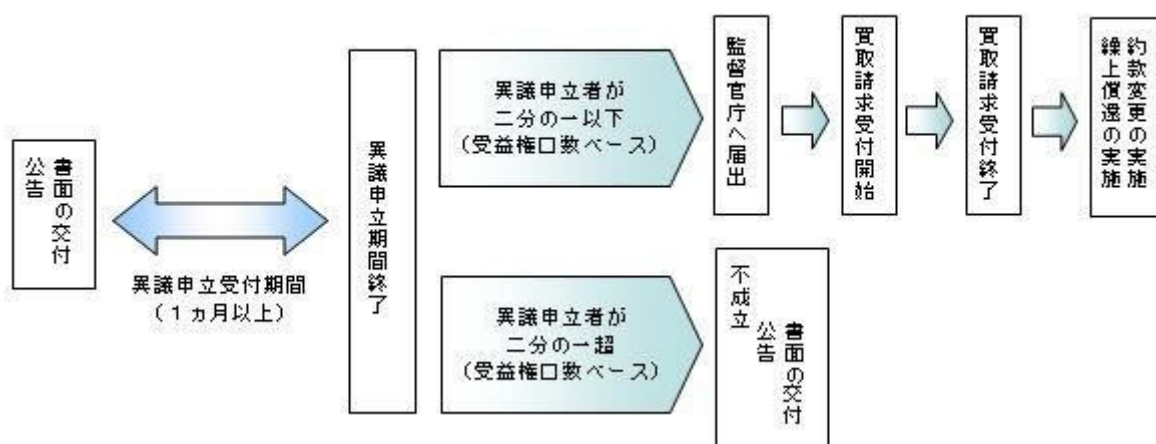 書面の交付
公告
異議申立受付期間
（１ヵ月以上）
異議申立期間終了
異議申立者が
二分の一以下
（受益権口数ベース）
監督官庁へ届出
買取請求受付開始
買取請求受付終了
約款変更の実施
繰上償還の実施
異議申立者が
二分の一超
（受益権口数ベース）
不成立
書面の交付
公告